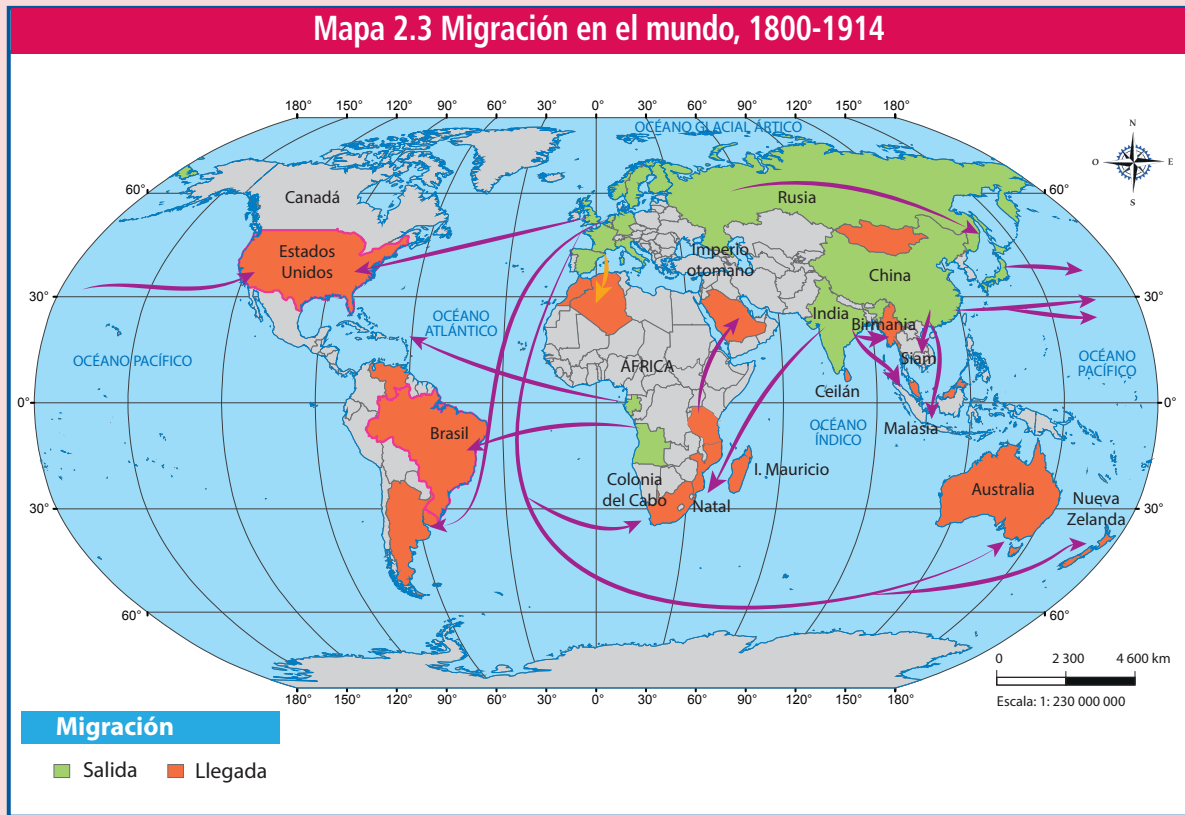 Mapa 2.3 Migración en el mundo, 1800-1914
180° 150° 120° 90° 60° 30° 0° 30° 60° 90° 120° 150° 180°
OCÉANO GLACIAL ÁRTICO
N
O E
S
60° 60°
Canadá
Rusia
Estados
Unidos
Imperio
otomano
China
30° 30°
OCÉANO
ATLÁNTICO
India
Birmania
Siam
OCÉANO PACÍFICO
ÁFRICA
OCÉANO
PACÍFICO
Ceilán
0° 0°
Brasil
OCÉANO
ÍNDICO
Malasia
I. Mauricio
Colonia
del Cabo
Natal
Australia
Nueva
Zelanda
30° 30°
60° 60°
0 2 300 4 600 km
Escala: 1: 230 000 000
180° 150° 120° 90° 60° 30° 0° 30° 60° 90° 120° 150° 180°
Migración
Salida Llegada